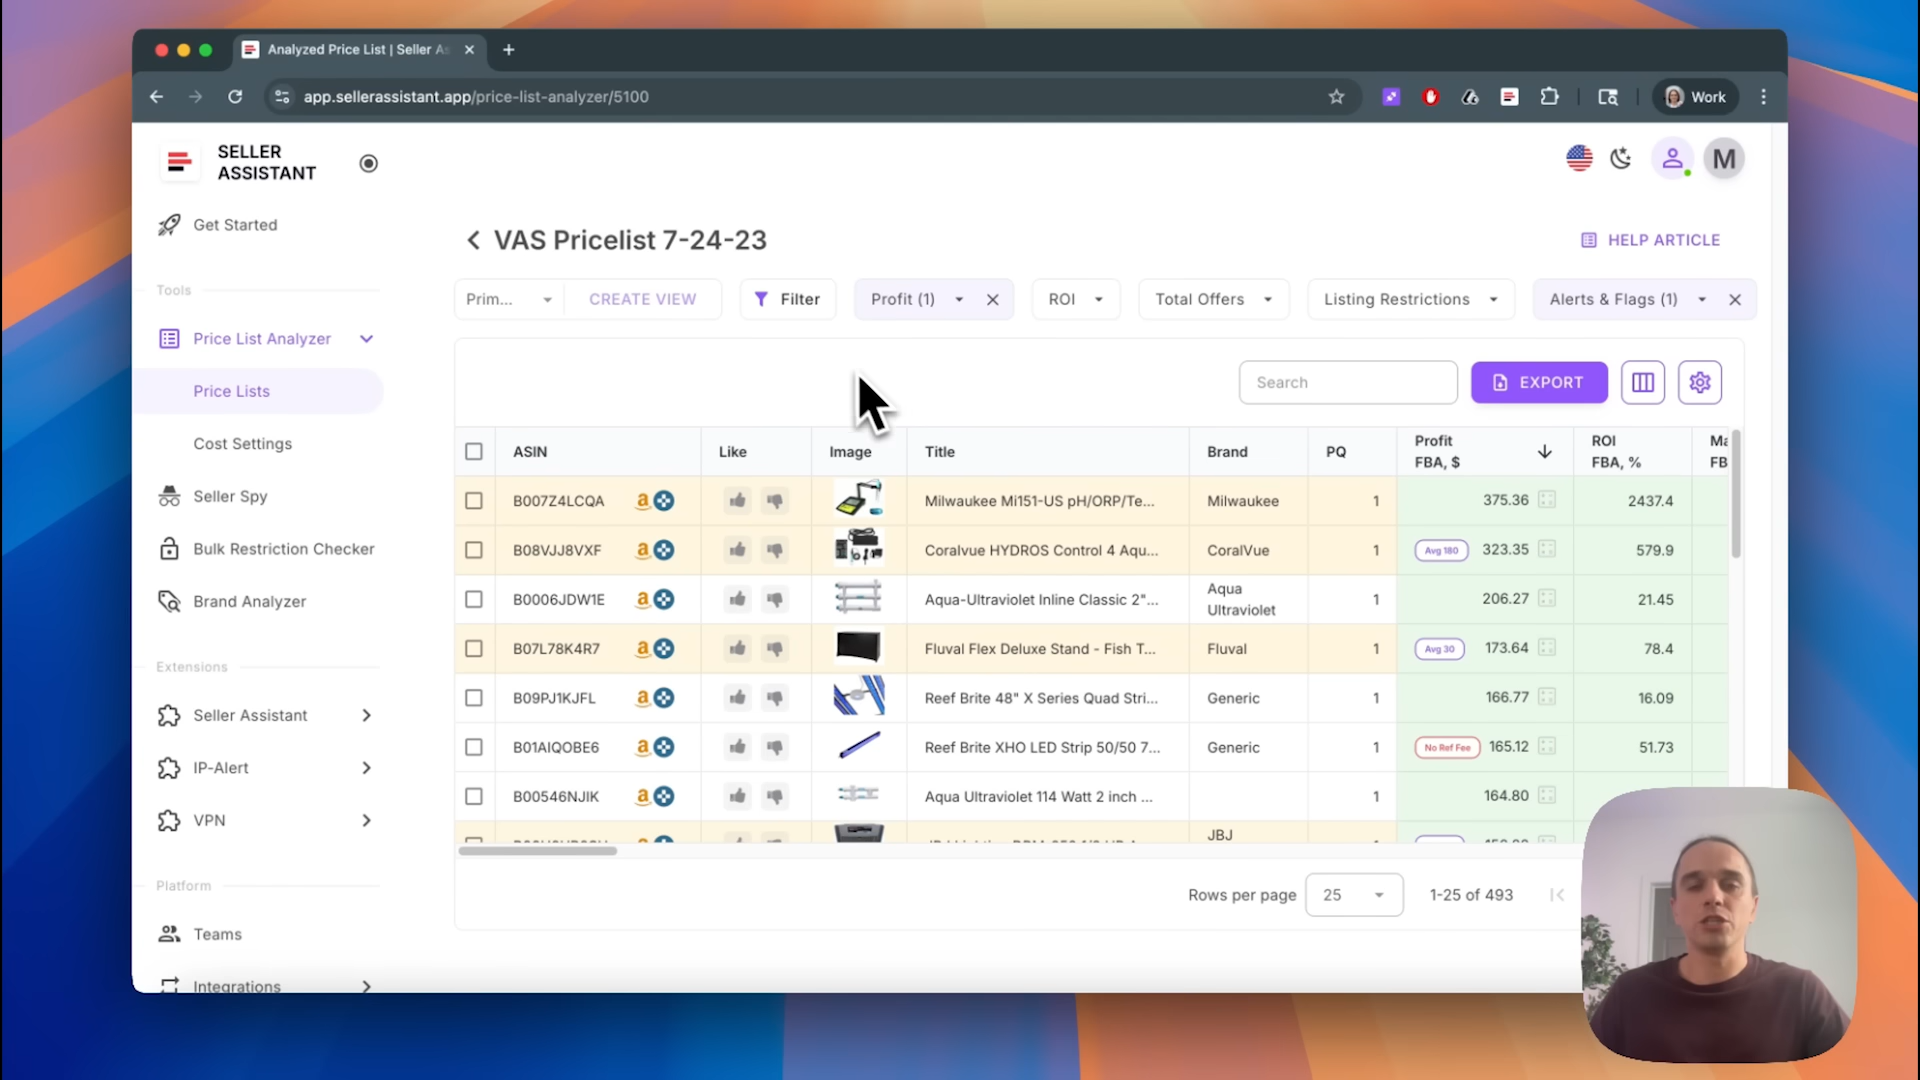 Analyzed Price List | Seller As
app.sellerassistant.app/price-list-analyzer/5100
Work
SELLER
ASSISTANT
M
Get Started
Tools
Price List Analyzer
Price Lists
Cost Settings
Seller Spy
Bulk Restriction Checker
Brand Analyzer
Extensions
Seller Assistant
IP-Alert
VPN
Platform
Teams
Integrations
VAS Pricelist 7-24-23
HELP ARTICLE
Prim...
CREATE VIEW
Filter
Profit (1)
ROI
Total Offers
Listing Restrictions
Alerts & Flags (1)
Search
EXPORT
ASIN Like Image Title Brand PQ Profit FBA, $ ROI FBA, % Ma FB
B007Z4LCQA a Milwaukee Mi151-US pH/ORP/Te... Milwaukee 1 375.36 2437.4
B08VJJ8VXF a Coralvue HYDROS Control 4 Aqu... CoralVue 1 Avg 180 323.35 579.9
B0006JDW1E a Aqua-Ultraviolet Inline Classic 2"... Aqua Ultraviolet 1 206.27 21.45
B07L78K4R7 a Fluval Flex Deluxe Stand - Fish T... Fluval 1 Avg 30 173.64 78.4
B09PJ1KJFL a Reef Brite 48" X Series Quad Stri... Generic 1 166.77 16.09
B01AIQOBE6 a Reef Brite XHO LED Strip 50/50 7... Generic 1 No Ref Fee 165.12 51.73
B00546NJIK a Aqua Ultraviolet 114 Watt 2 inch ... 1 164.80
JBJ
Rows per page 25 1-25 of 493